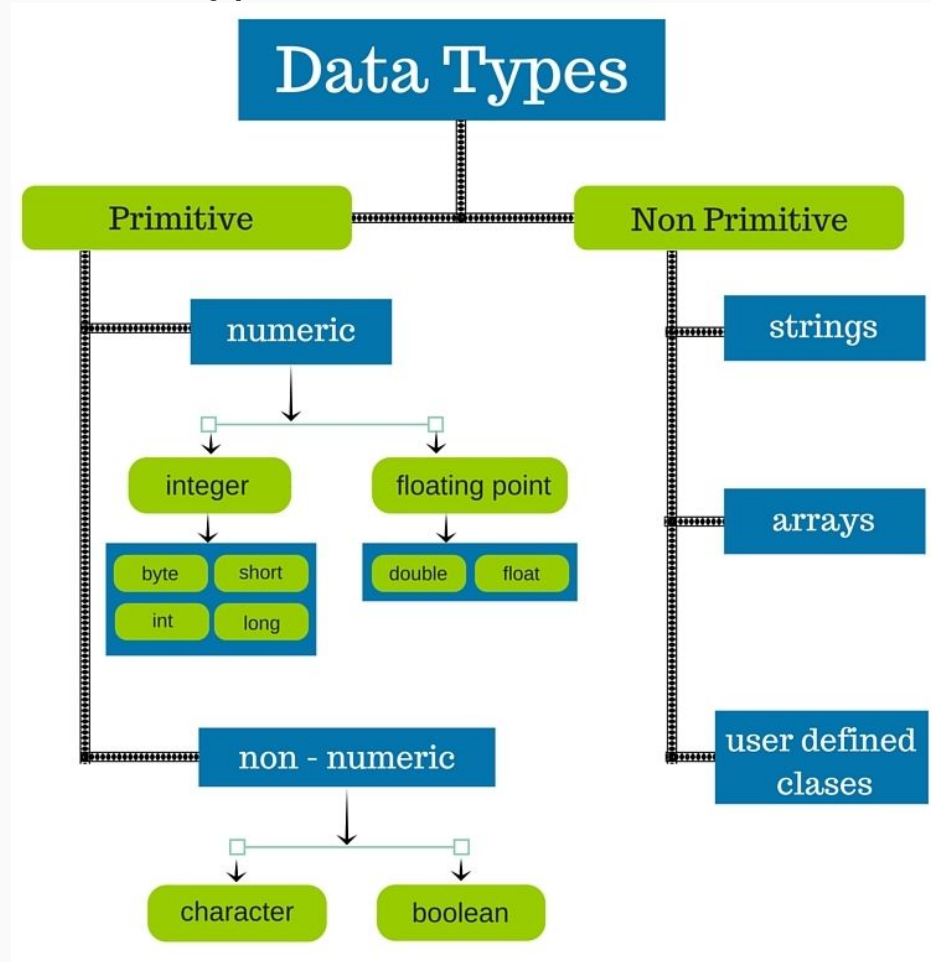 Data Types
Primitive
Non Primitive
numeric
strings
integer
floating point
arrays
byte
short
double
float
int
long
non - numeric
user defined
clases
character
boolean